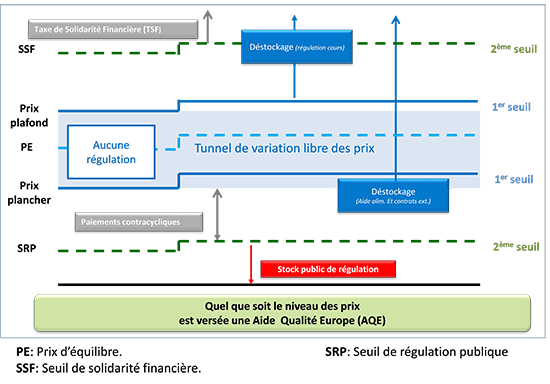 Taxe de Solidarité Financière (TSF)
SSF
Déstockage (régulation cours)
2ème seuil
Prix
plafond
1er seuil
PE
Aucune
régulation
Tunnel de variation libre des prix
Prix
plancher
1er seuil
Déstockage
(Aide alim. Et contrats ext.)
Paiements contracycliques
SRP
2ème seuil
Stock public de régulation
Quel que soit le niveau des prix
est versée une Aide Qualité Europe (AQE)
PE: Prix d'équilibre.
SRP: Seuil de régulation publique
SSF: Seuil de solidarité financière.